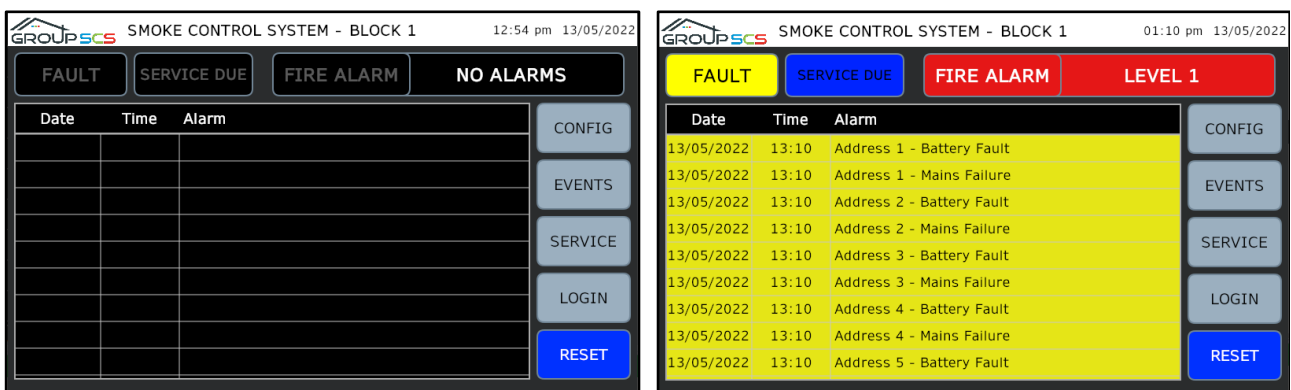 GROUP SCS SMOKE CONTROL SYSTEM - BLOCK 1 12:54 pm 13/05/2022
FAULT SERVICE DUE FIRE ALARM NO ALARMS
Date Time Alarm
CONFIG
EVENTS
SERVICE
LOGIN
RESET
GROUP SCS SMOKE CONTROL SYSTEM - BLOCK 1 01:10 pm 13/05/2022
FAULT SERVICE DUE FIRE ALARM LEVEL 1
Date Time Alarm
13/05/2022 13:10 Address 1 - Battery Fault
13/05/2022 13:10 Address 1 - Mains Failure
13/05/2022 13:10 Address 2 - Battery Fault
13/05/2022 13:10 Address 2 - Mains Failure
13/05/2022 13:10 Address 3 - Battery Fault
13/05/2022 13:10 Address 3 - Mains Failure
13/05/2022 13:10 Address 4 - Battery Fault
13/05/2022 13:10 Address 4 - Mains Failure
13/05/2022 13:10 Address 5 - Battery Fault
CONFIG
EVENTS
SERVICE
LOGIN
RESET